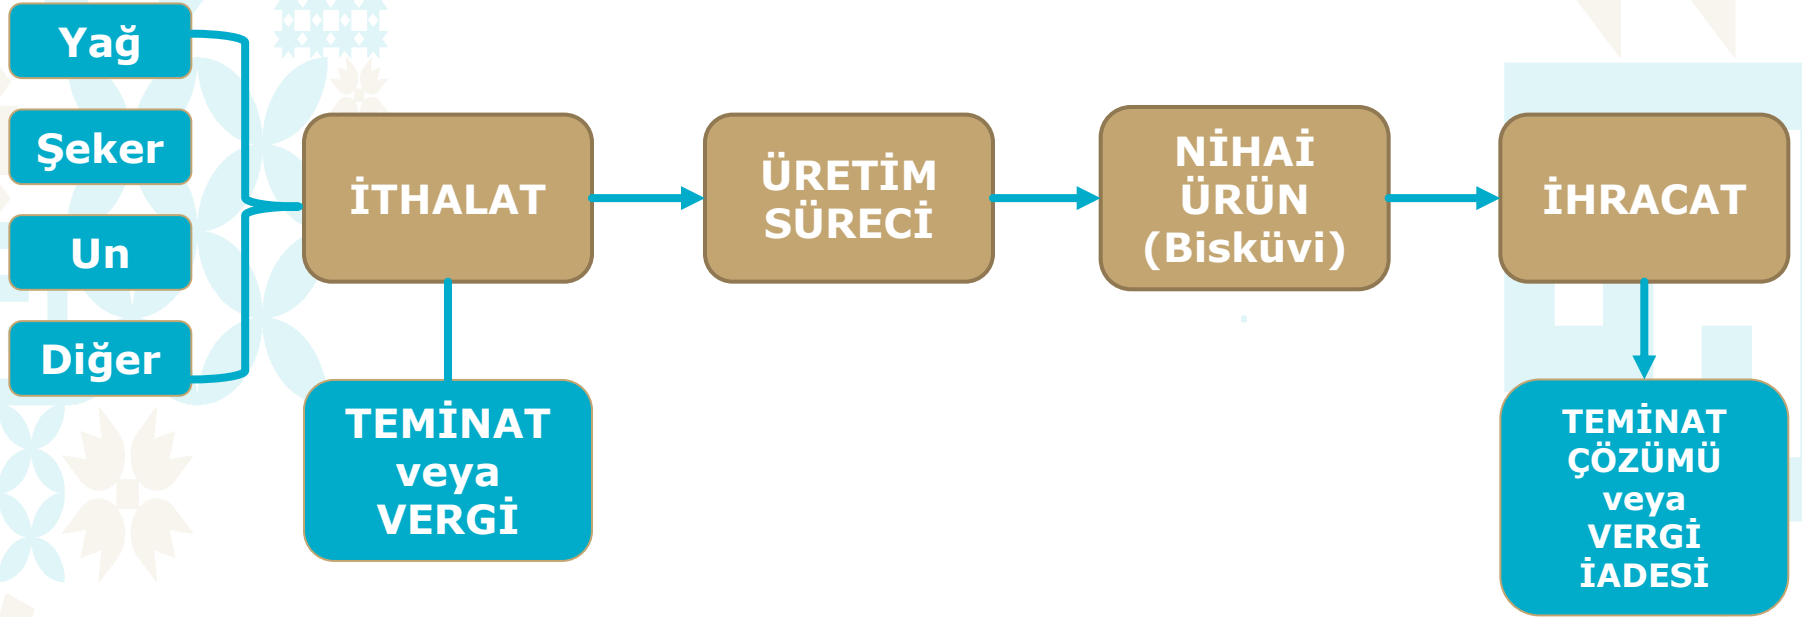 Yağ
Şeker
Un
Diğer
İTHALAT
TEMİNAT
veya
VERGİ
ÜRETİM
SÜRECİ
NİHAİ
ÜRÜN
(Bisküvi)
İHRACAT
TEMİNAT
ÇÖZÜMÜ
veya
VERGİ
İADESİ